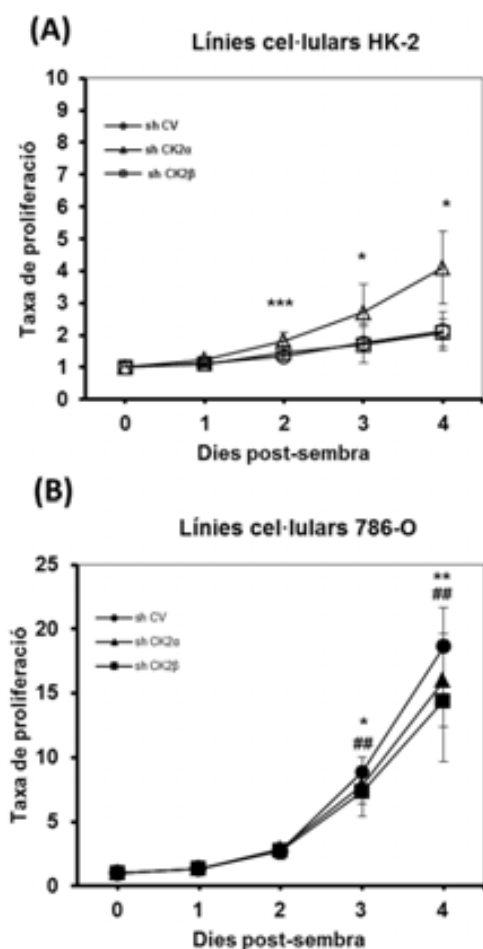 (A)
Línies cel·lulars HK-2
10
9
8
7
6
5
4
3
2
1
0
Taxa de proliferació
sh CV
sh CK2α
sh CK2β
***
*
*
0 1 2 3 4
Dies post-sembra
(B)
Línies cel·lulars 786-O
25
20
15
10
5
0
Taxa de proliferació
sh CV
sh CK2α
sh CK2β
*
##
**
##
0 1 2 3 4
Dies post-sembra